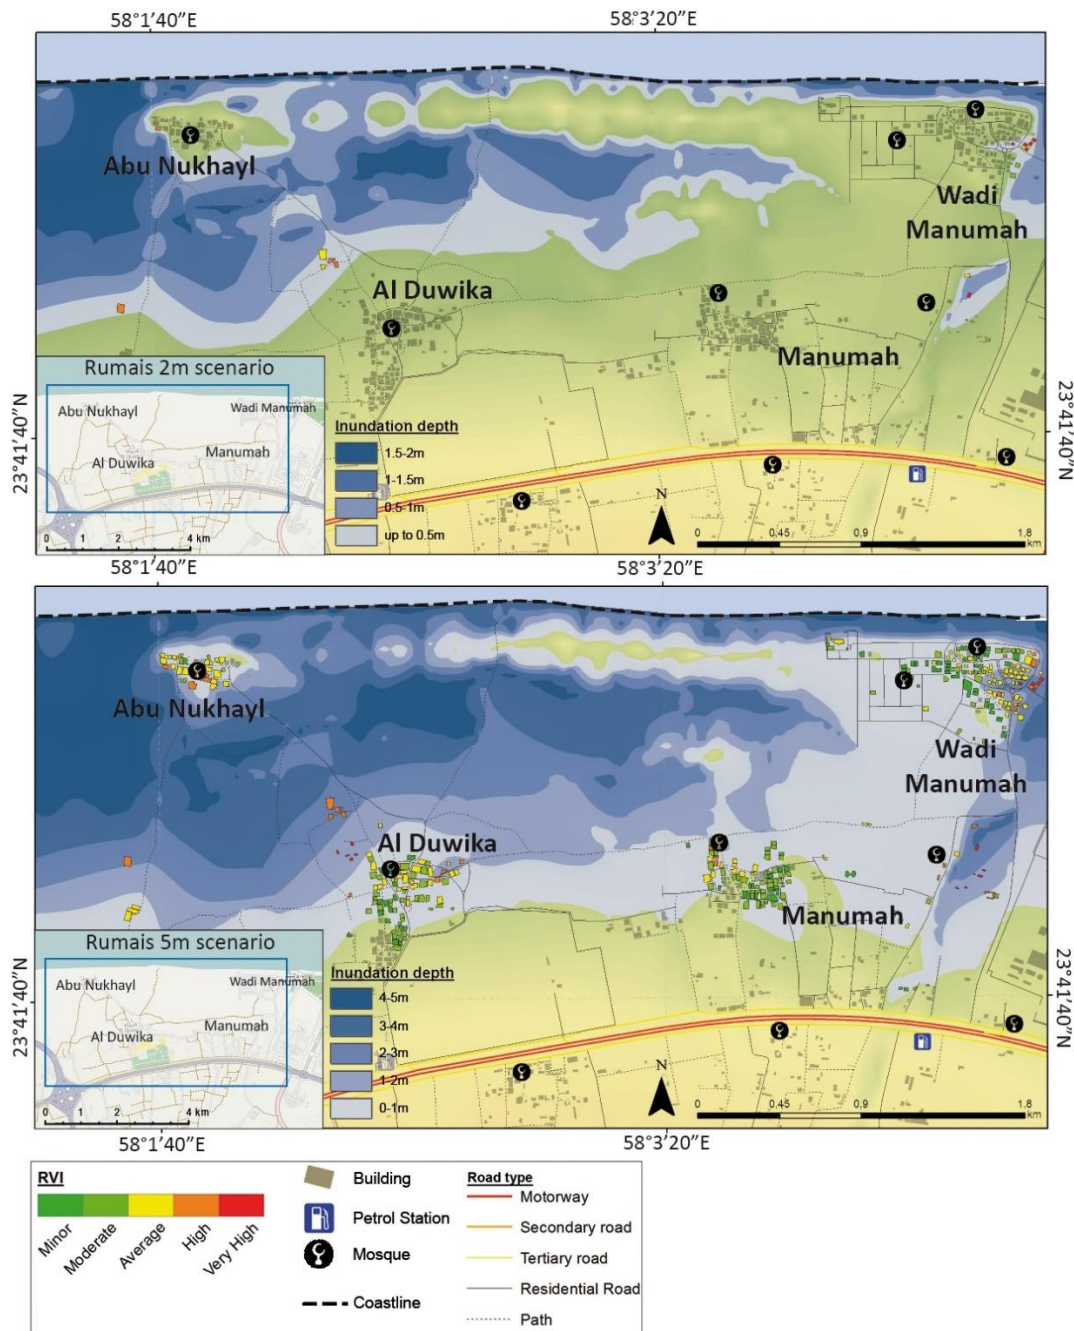 58°1'40"E
58°3'20"E
Abu Nukhayl
Wadi
Manumah
Al Duwika
Manumah
Rumais 2m scenario
Abu Nukhayl
Wadi Manumah
Al Duwika
Manumah
0 1 2 4 km
Inundation depth
1.5-2m
1-1.5m
0.5-1m
up to 0.5m
N
0 0.45 0.9 1.8
km
23°41'40"N
23°41'40"N
58°1'40"E
58°3'20"E
Abu Nukhayl
Wadi
Manumah
Al Duwika
Manumah
Rumais 5m scenario
Abu Nukhayl
Wadi Manumah
Al Duwika
Manumah
0 1 2 4 km
Inundation depth
4-5m
3-4m
2-3m
1-2m
0-1m
N
0 0.45 0.9 1.8
km
23°41'40"N
23°41'40"N
58°1'40"E
58°3'20"E
RVI
Minor
Moderate
Average
High
Very High
Building
Petrol Station
Mosque
Coastline
Road type
Motorway
Secondary road
Tertiary road
Residential Road
Path